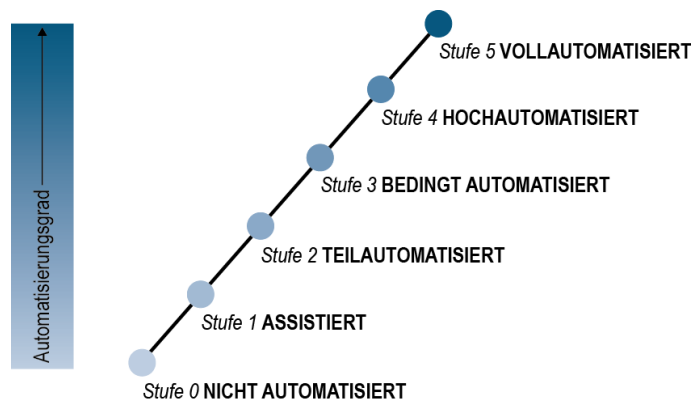 Automatisierungsgrad
Stufe 5 VOLLAUTOMATISIERT
Stufe 4 HOCHAUTOMATISIERT
Stufe 3 BEDINGT AUTOMATISIERT
Stufe 2 TEILAUTOMATISIERT
Stufe 1 ASSISTIERT
Stufe 0 NICHT AUTOMATISIERT